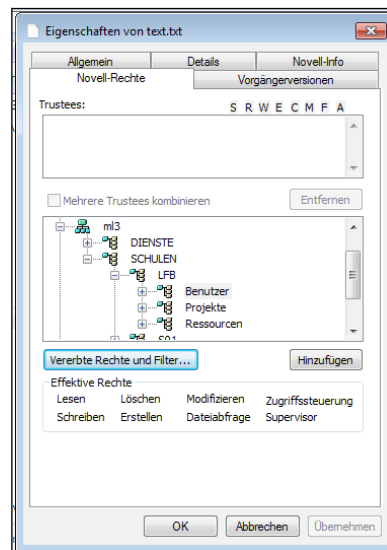 Eigenschaften von text.txt
Allgemein Details Novell-Info
Novell-Rechte Vorgängerversionen
Trustees: S R W E C M F A
Mehrere Trustees kombinieren Entfernen
ml3
DIENSTE
SCHULEN
LFB
Benutzer
Projekte
Ressourcen
S01
Vererbte Rechte und Filter... Hinzufügen
Effektive Rechte
Lesen Löschen Modifizieren Zugriffssteuerung
Schreiben Erstellen Dateiabfrage Supervisor
OK Abbrechen Übernehmen